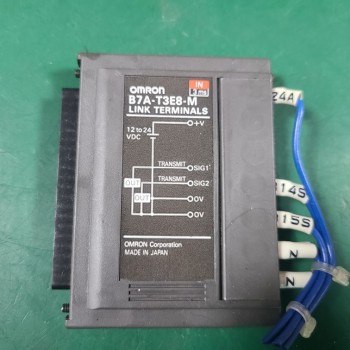 OMRON
IN
3ms
B7A-T3E8-M
LINK TERMINALS
+V
12 to 24
VDC
TRANSMIT
SIG1
OUT
TRANSMIT
SIG2
OUT
0V
0V
OMRON Corporation
MADE IN JAPAN
24A
114S
115S
N
N